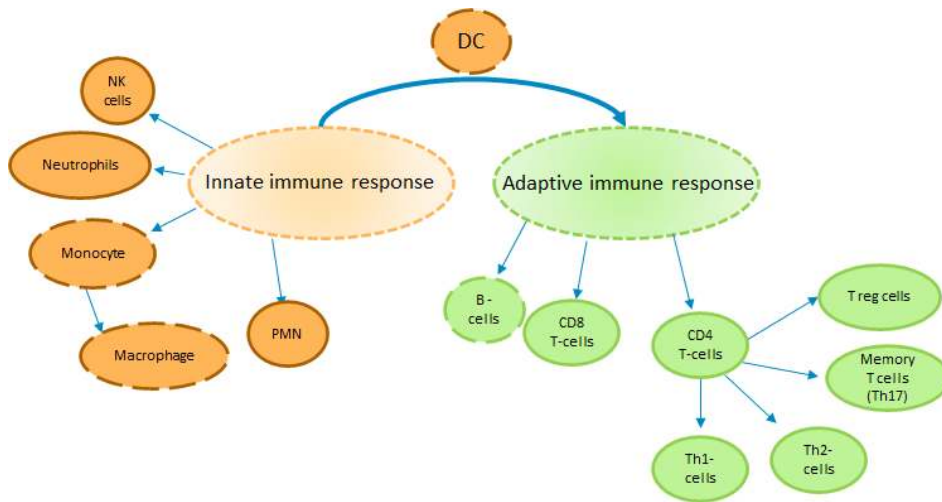 DC
NK
cells
Neutrophils
Innate immune response
Adaptive immune response
Monocyte
Macrophage
PMN
B -
cells
CD8
T-cells
CD4
T-cells
T reg cells
Memory
T cells
(Th17)
Th1-
cells
Th2-
cells